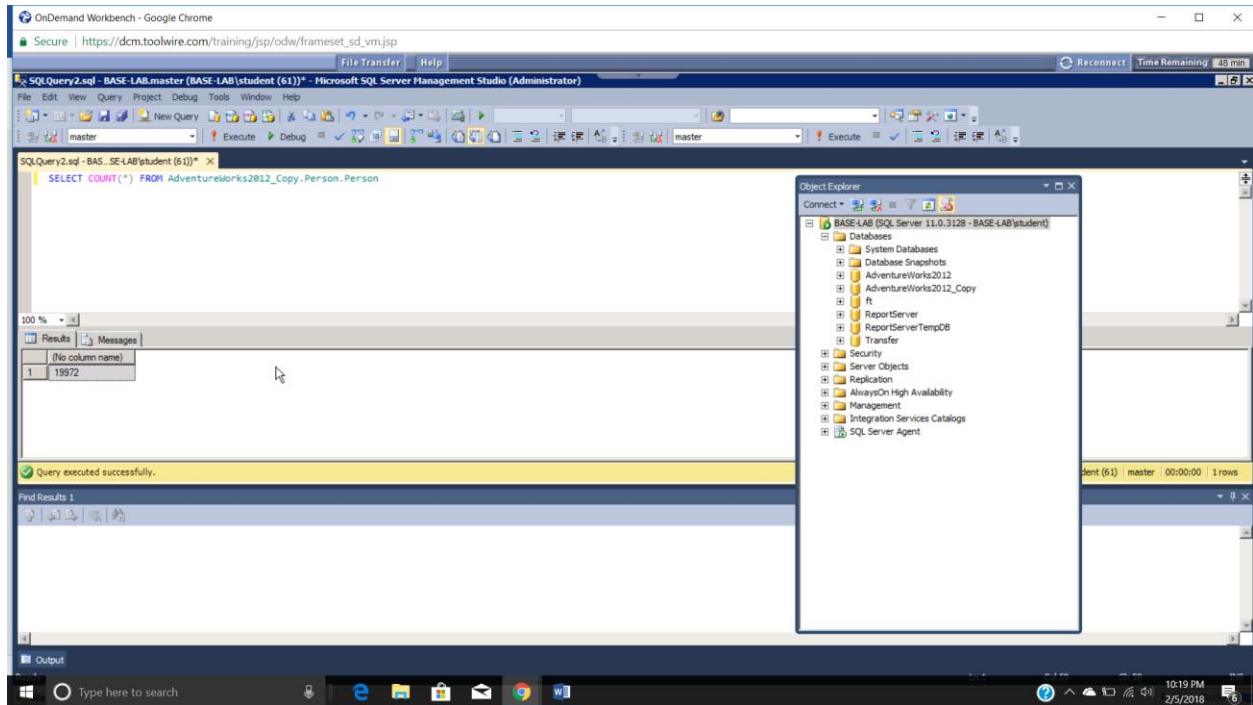 OnDemand Workbench - Google Chrome
Secure | https://dcm.toolwire.com/training/jsp/odw/frameset_sd_vm.jsp
File Transfer Help Reconnect Time Remaining 48 min
SQLQuery2.sql - BASE-LAB.master (BASE-LAB\student (61))* - Microsoft SQL Server Management Studio (Administrator)
File Edit View Query Project Debug Tools Window Help
New Query
master Execute Debug master Execute
SQLQuery2.sql - BAS...SE-LAB\student (61))*
SELECT COUNT(*) FROM AdventureWorks2012_Copy.Person.Person
100 %
Results Messages
(No column name)
1 19972
Query executed successfully.
dent (61) master 00:00:00 1 rows
Object Explorer
Connect
BASE-LAB (SQL Server 11.0.3128 - BASE-LAB\student)
Databases
System Databases
Database Snapshots
AdventureWorks2012
AdventureWorks2012_Copy
ft
ReportServer
ReportServerTempDB
Transfer
Security
Server Objects
Replication
AlwaysOn High Availability
Management
Integration Services Catalogs
SQL Server Agent
Find Results 1
Output
Type here to search
10:19 PM
2/5/2018
6